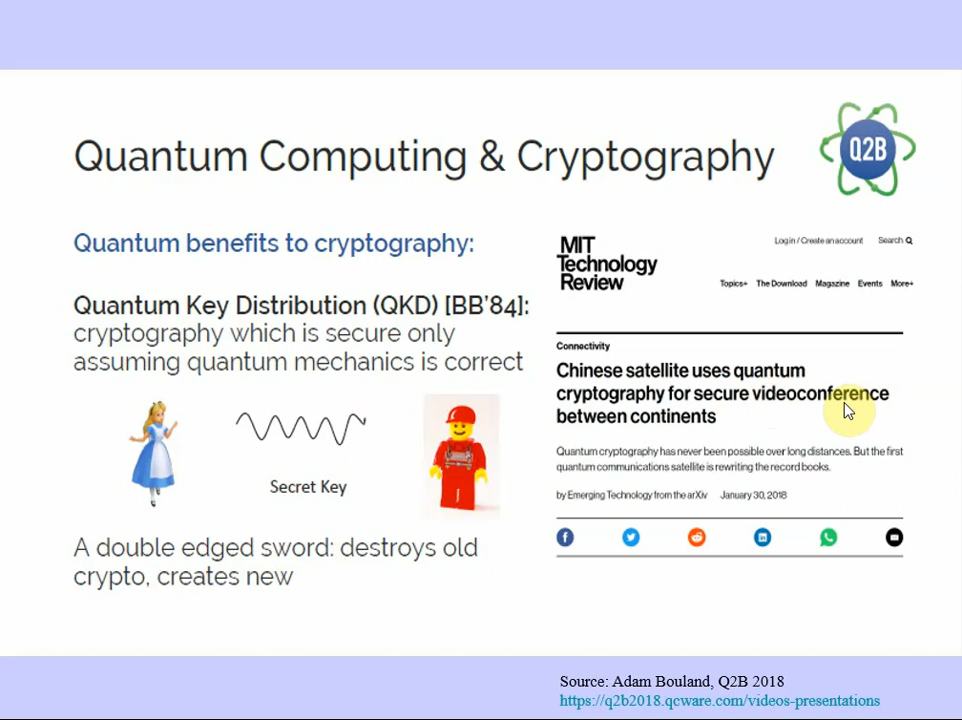 Quantum Computing & Cryptography
Q2B
Quantum benefits to cryptography:
Quantum Key Distribution (QKD) [BB'84]:
cryptography which is secure only
assuming quantum mechanics is correct
Secret Key
A double edged sword: destroys old
crypto, creates new
MIT
Technology
Review
Log in / Create an account Search
Topics+ The Download Magazine Events More+
Connectivity
Chinese satellite uses quantum
cryptography for secure videoconference
between continents
Quantum cryptography has never been possible over long distances. But the first
quantum communications satellite is rewriting the record books.
by Emerging Technology from the arXiv January 30, 2018
Source: Adam Bouland, Q2B 2018
https://q2b2018.qcware.com/videos-presentations